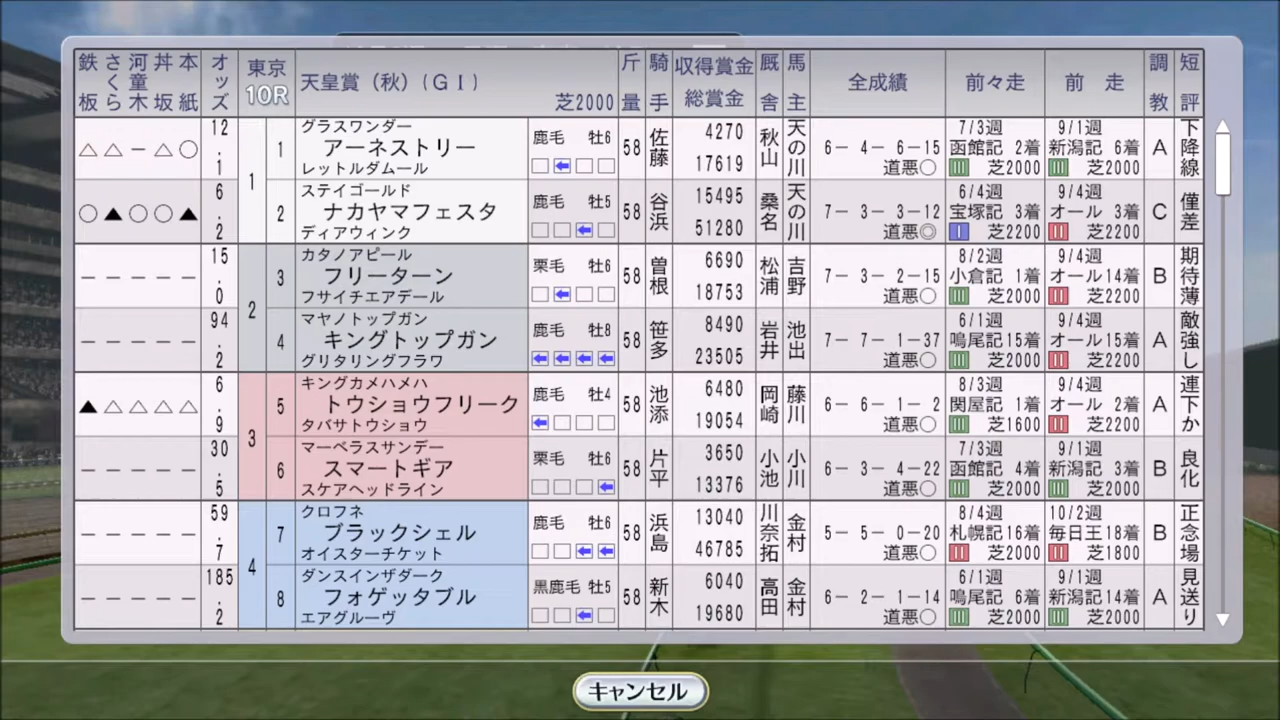 鉄板 さくら 河童木 丼坂 本紙 オッズ 東京 10R 天皇賞（秋）（GⅠ） 芝2000 斤量 騎手 収得賞金 総賞金 厩舎 馬主 全成績 前々走 前走 調教 短評
△ △ － △ ○ 12.1 1 1 グラスワンダー
アーネストリー 鹿毛 牡6 58 佐藤 4270 17619 秋山 天の川 6－4－6－15 道悪○ 7/3週 函館記 2着 Ⅲ 芝2000 9/1週 新潟記 6着 Ⅲ 芝2000 A 下降線
レットルダムール
○ ▲ ○ ○ ▲ 6.2 2 ステイゴールド
ナカヤマフェスタ 鹿毛 牡5 58 谷浜 15495 51280 桑名 天の川 7－3－3－12 道悪◎ 6/4週 宝塚記 3着 Ⅰ 芝2200 9/4週 オール 3着 Ⅱ 芝2200 C 僅差
ディアウィンク
－ － － － － 15.0 2 3 カタノアピール
フリーターン 栗毛 牡6 58 曽根 6690 18753 松浦 吉野 7－3－2－15 道悪○ 8/2週 小倉記 1着 Ⅲ 芝2000 9/4週 オール14着 Ⅱ 芝2200 B 期待薄
フサイチエアデール
－ － － － － 94.2 4 マヤノトップガン
キングトップガン 鹿毛 牡8 58 笹多 8490 23505 岩井 池出 7－7－1－37 道悪○ 6/1週 鳴尾記15着 Ⅲ 芝2000 9/4週 オール15着 Ⅱ 芝2200 A 敵強し
グリタリングフラワ
▲ △ △ △ △ 6.9 3 5 キングカメハメハ
トウショウフリーク 鹿毛 牡4 58 池添 6480 19054 岡崎 藤川 6－6－1－2 道悪○ 8/3週 関屋記 1着 Ⅲ 芝1600 9/4週 オール 2着 Ⅱ 芝2200 A 連下か
タバサトウショウ
－ － － － － 30.5 6 マーベラスサンデー
スマートギア 栗毛 牡6 58 片平 3650 13376 小池 小川 6－3－4－22 道悪○ 7/3週 函館記 4着 Ⅲ 芝2000 9/1週 新潟記 3着 Ⅲ 芝2000 B 良化
スケアヘッドライン
－ － － － － 59.7 4 7 クロフネ
ブラックシェル 鹿毛 牡6 58 浜島 13040 46785 川奈拓 金村 5－5－0－20 道悪○ 8/4週 札幌記16着 Ⅱ 芝2000 10/2週 毎日王18着 Ⅱ 芝1800 B 正念場
オイスターチケット
－ － － － － 185.2 8 ダンスインザダーク
フォゲッタブル 黒鹿毛 牡5 58 新木 6040 19680 高田 金村 6－2－1－14 道悪○ 6/1週 鳴尾記 6着 Ⅲ 芝2000 9/1週 新潟記14着 Ⅲ 芝2000 A 見送り
エアグルーヴ
キャンセル